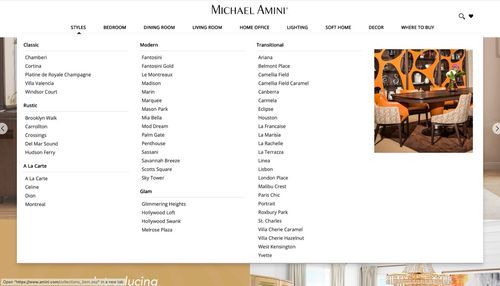 MICHAEL AMINI
STYLES
BEDROOM
DINING ROOM
LIVING ROOM
HOME OFFICE
LIGHTING
SOFT HOME
DECOR
WHERE TO BUY
Classic
Chamberi
Cortina
Platine de Royale Champagne
Villa Valencia
Windsor Court
Rustic
Brooklyn Walk
Carrollton
Crossings
Del Mar Sound
Hudson Ferry
A La Carte
A La Carte
Celine
Dion
Montreal
Modern
Fantosini
Fantosini Gold
Le Montreaux
Madison
Marin
Marquee
Mason Park
Mia Bella
Mod Dream
Palm Gate
Penthouse
Sassani
Savannah Breeze
Scotts Square
Sky Tower
Glam
Glimmering Heights
Hollywood Loft
Hollywood Swank
Melrose Plaza
Transitional
Ariana
Belmont Place
Camellia Field
Camellia Field Caramel
Canberra
Carmela
Eclipse
Houston
La Francaise
La Marisia
La Rachelle
La Terrazza
Linea
Lisbon
London Place
Malibu Crest
Paris Chic
Portrait
Roxbury Park
St. Charles
Villa Cherie Caramel
Villa Cherie Hazelnut
West Kensington
Yvette
Open "https://www.amini.com/collections_item.asp" in a new tab